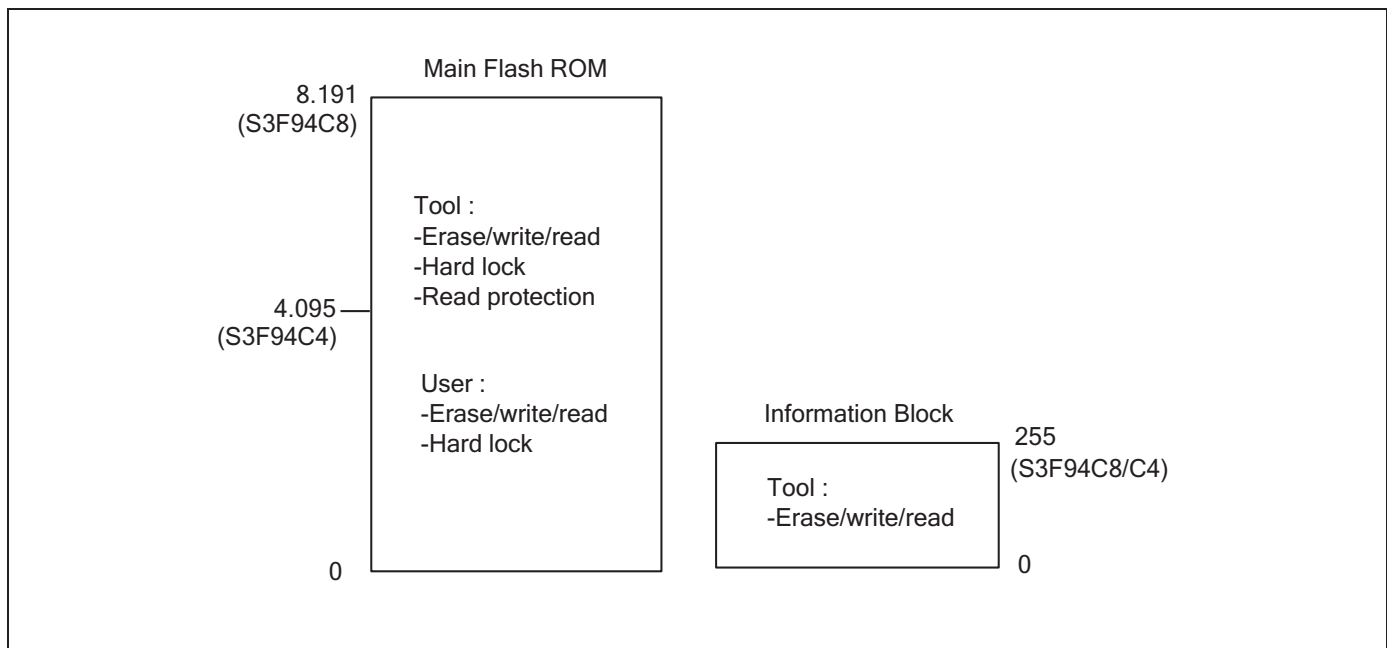 Main Flash ROM
8.191
(S3F94C8)
Tool :
-Erase/write/read
-Hard lock
-Read protection
4.095
(S3F94C4)
User :
-Erase/write/read
-Hard lock
0
Information Block
255
(S3F94C8/C4)
Tool :
-Erase/write/read
0